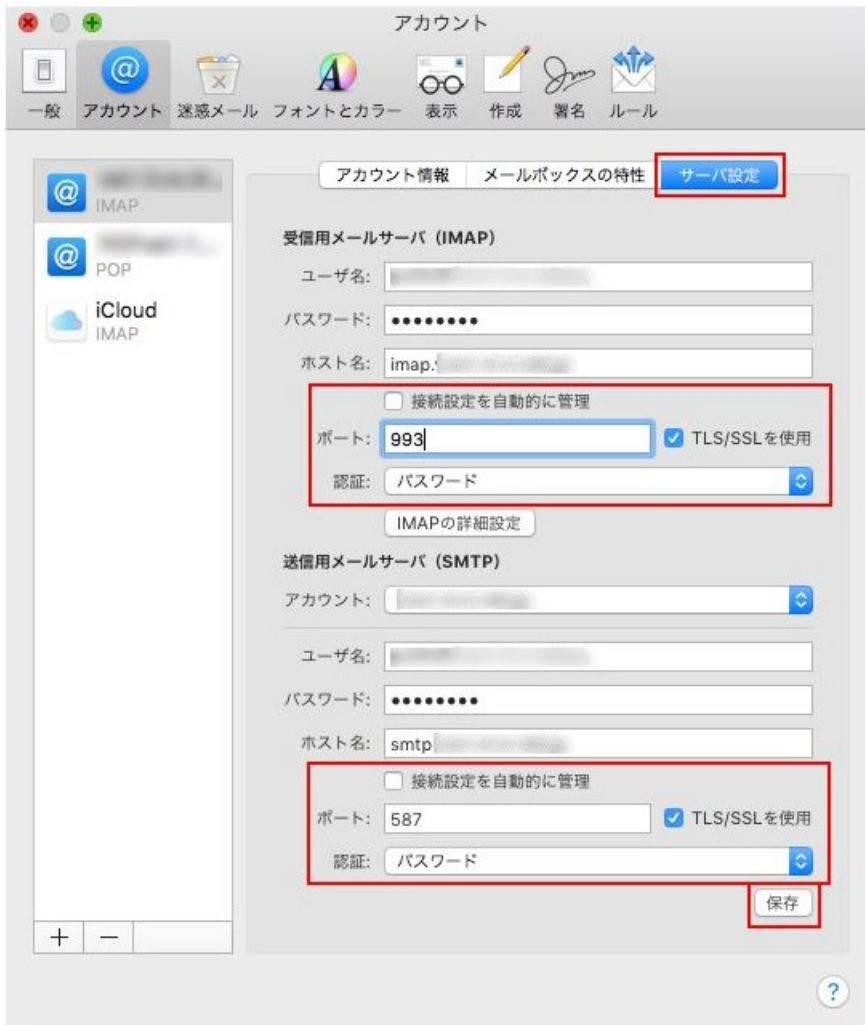 アカウント
一般 アカウント 迷惑メール フォントとカラー 表示 作成 署名 ルール
IMAP
POP
iCloud
IMAP
アカウント情報 メールボックスの特性 サーバ設定
受信用メールサーバ（IMAP）
ユーザ名:
パスワード: ●●●●●●●●
ホスト名: imap.
接続設定を自動的に管理
ポート: 993 TLS/SSLを使用
認証: パスワード
IMAPの詳細設定
送信用メールサーバ（SMTP）
アカウント:
ユーザ名:
パスワード: ●●●●●●●●
ホスト名: smtp
接続設定を自動的に管理
ポート: 587 TLS/SSLを使用
認証: パスワード
保存
?